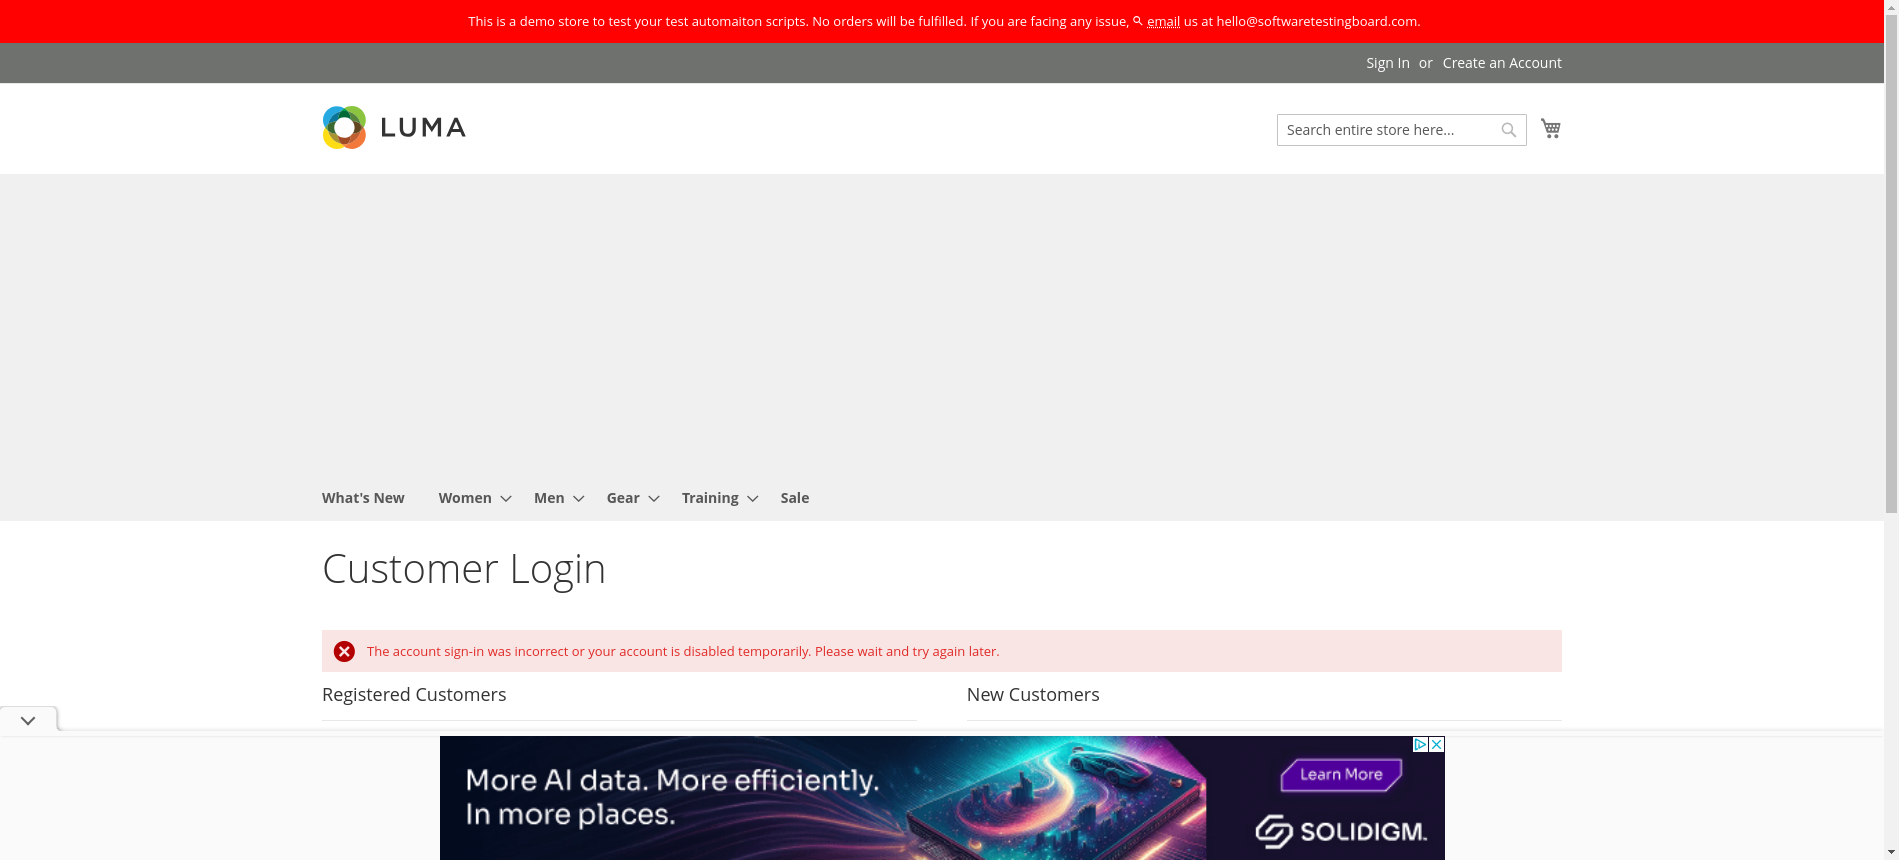 This is a demo store to test your test automaiton scripts. No orders will be fulfilled. If you are facing any issue, email us at hello@softwaretestingboard.com.
Sign In or Create an Account
LUMA
Search entire store here...
What's New Women Men Gear Training Sale
Customer Login
The account sign-in was incorrect or your account is disabled temporarily. Please wait and try again later.
Registered Customers
New Customers
More AI data. More efficiently.
In more places.
Learn More
SOLIDIGM.